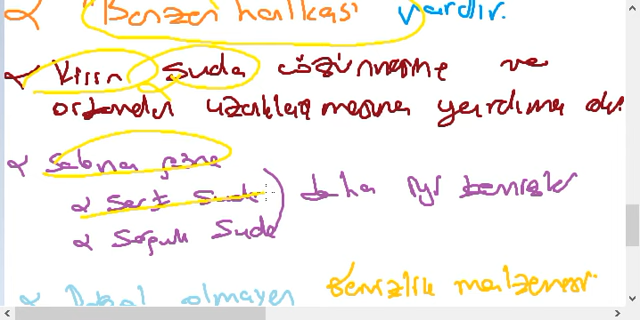 Benzen halkası vardır.
Kirin suda çözünmesine ve
ortamdan uzaklaşmasına yardımcı olur.
Sabuna göre
Sert Suda
Soğuk Suda
daha iyi temizler
Doğal olmayan temizlik malzemesi.